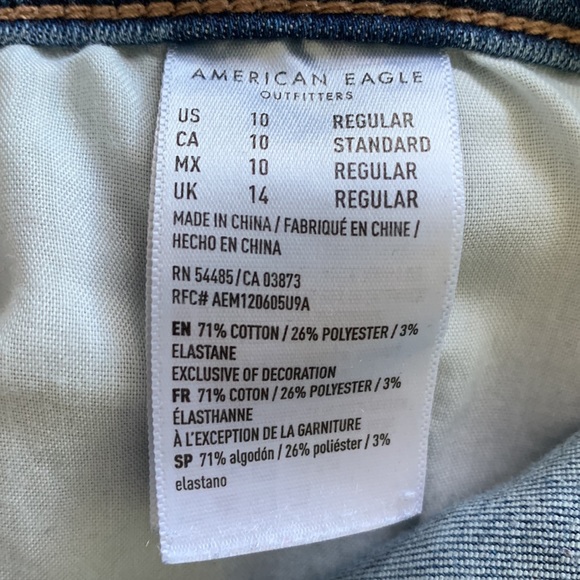 AMERICAN EAGLE
OUTFITTERS
US 10 REGULAR
CA 10 STANDARD
MX 10 REGULAR
UK 14 REGULAR
MADE IN CHINA / FABRIQUÉ EN CHINE /
HECHO EN CHINA
RN 54485 / CA 03873
RFC# AEM120605U9A
EN 71% COTTON / 26% POLYESTER / 3%
ELASTANE
EXCLUSIVE OF DECORATION
FR 71% COTON / 26% POLYESTER / 3%
ÉLASTHANNE
À L'EXCEPTION DE LA GARNITURE
SP 71% algodón / 26% poliéster / 3%
elastano